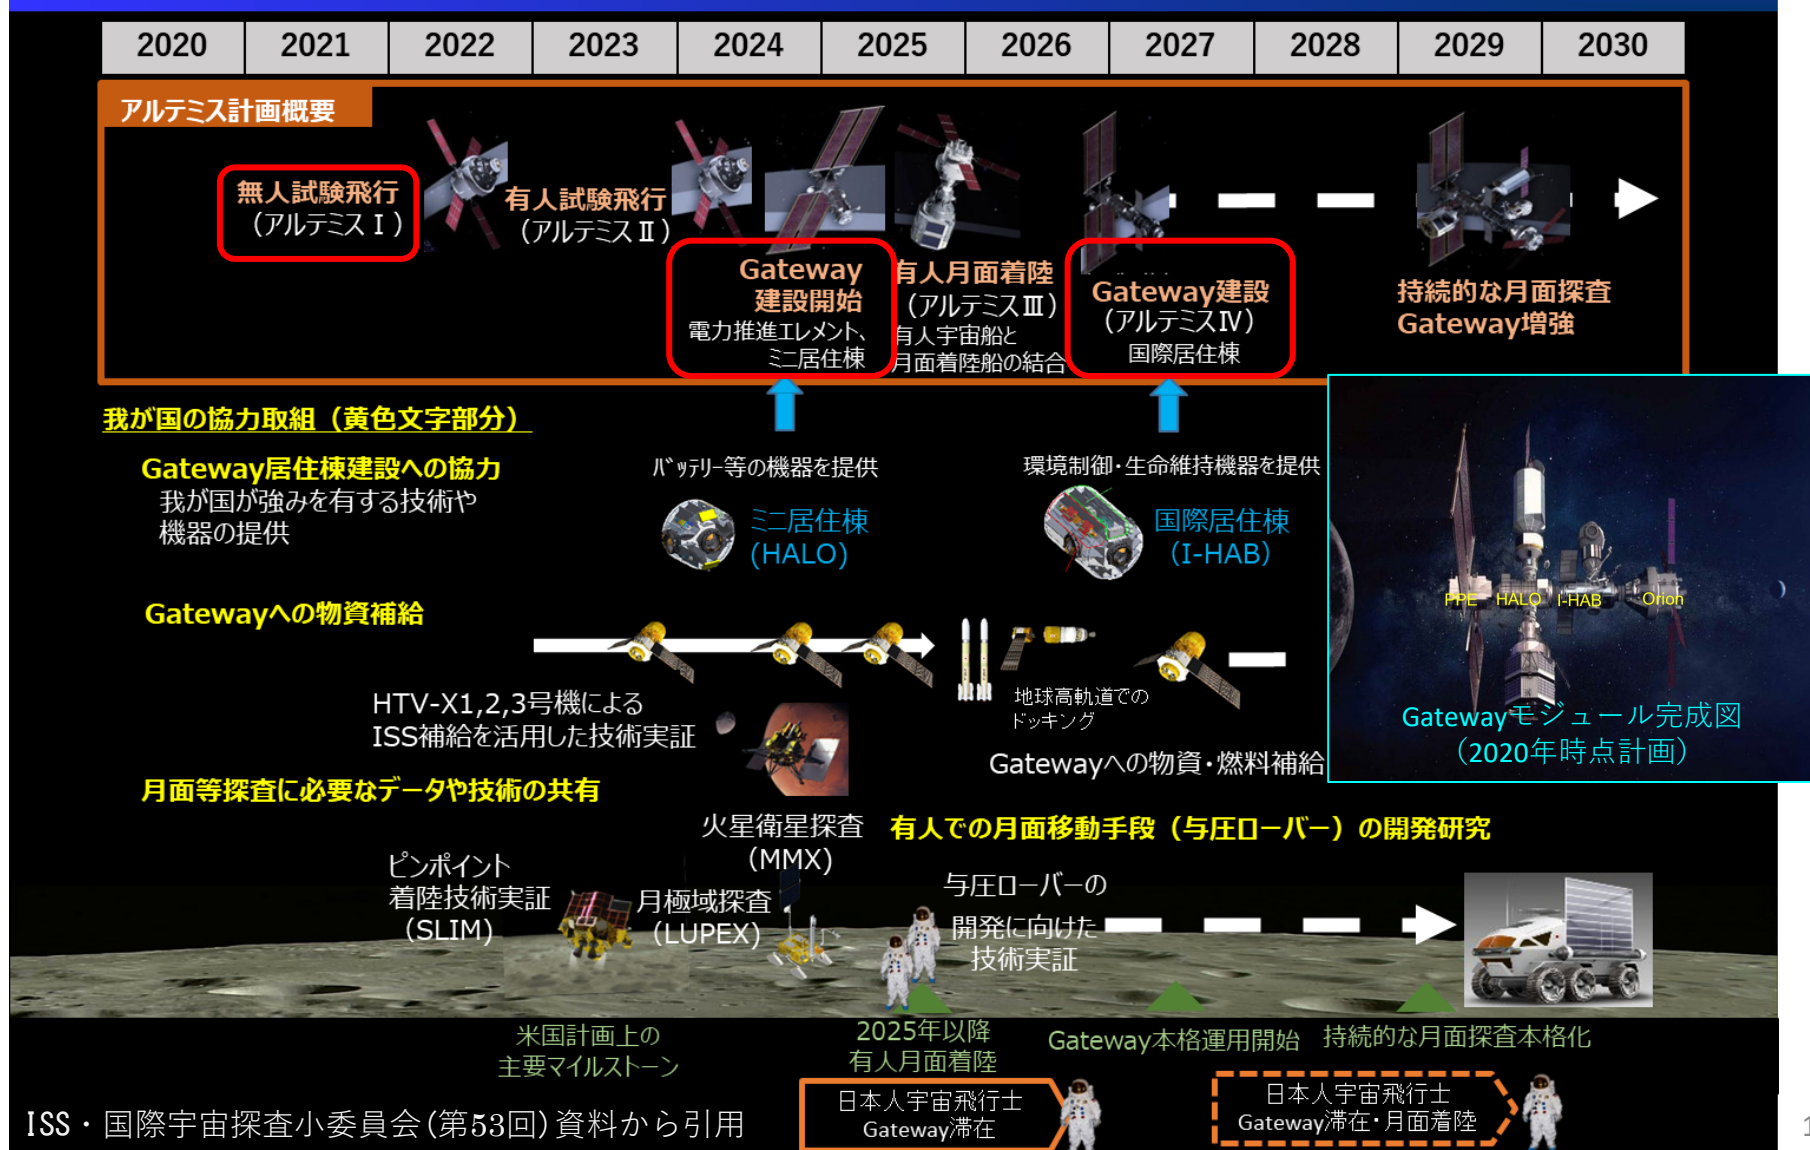 2020 2021 2022 2023 2024 2025 2026 2027 2028 2029 2030
アルテミス計画概要
無人試験飛行
（アルテミスⅠ）
有人試験飛行
（アルテミスⅡ）
Gateway
建設開始
電力推進エレメント、
ミニ居住棟
有人月面着陸
（アルテミスⅢ）
有人宇宙船と
月面着陸船の結合
Gateway建設
（アルテミスⅣ）
国際居住棟
持続的な月面探査
Gateway増強
我が国の協力取組（黄色文字部分）
Gateway居住棟建設への協力
我が国が強みを有する技術や
機器の提供
ﾊﾞｯﾃﾘｰ等の機器を提供
ミニ居住棟
(HALO)
環境制御・生命維持機器を提供
国際居住棟
（I-HAB）
PPE HALO I-HAB Orion
Gatewayモジュール完成図
（2020年時点計画）
Gatewayへの物資補給
HTV-X1,2,3号機による
ISS補給を活用した技術実証
地球高軌道での
ドッキング
Gatewayへの物資・燃料補給
月面等探査に必要なデータや技術の共有
火星衛星探査
（MMX）
有人での月面移動手段（与圧ローバー）の開発研究
ピンポイント
着陸技術実証
（SLIM）
月極域探査
（LUPEX）
与圧ローバーの
開発に向けた
技術実証
米国計画上の
主要マイルストーン
2025年以降
有人月面着陸
Gateway本格運用開始
持続的な月面探査本格化
日本人宇宙飛行士
Gateway滞在
日本人宇宙飛行士
Gateway滞在・月面着陸
ISS・国際宇宙探査小委員会(第53回)資料から引用
1